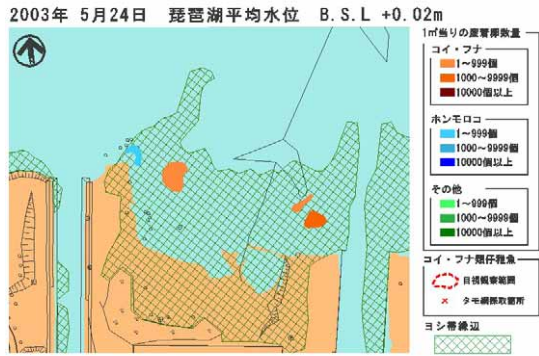 2003年 5月24日 琵琶湖平均水位 B.S.L +0.02m
1㎡当りの産着卵数量
コイ・フナ
1～999個
1000～9999個
10000個以上
ホンモロコ
1～999個
1000～9999個
10000個以上
その他
1～999個
1000～9999個
10000個以上
コイ・フナ類仔稚魚
目視観察範囲
タモ網採取箇所
ヨシ帯縁辺